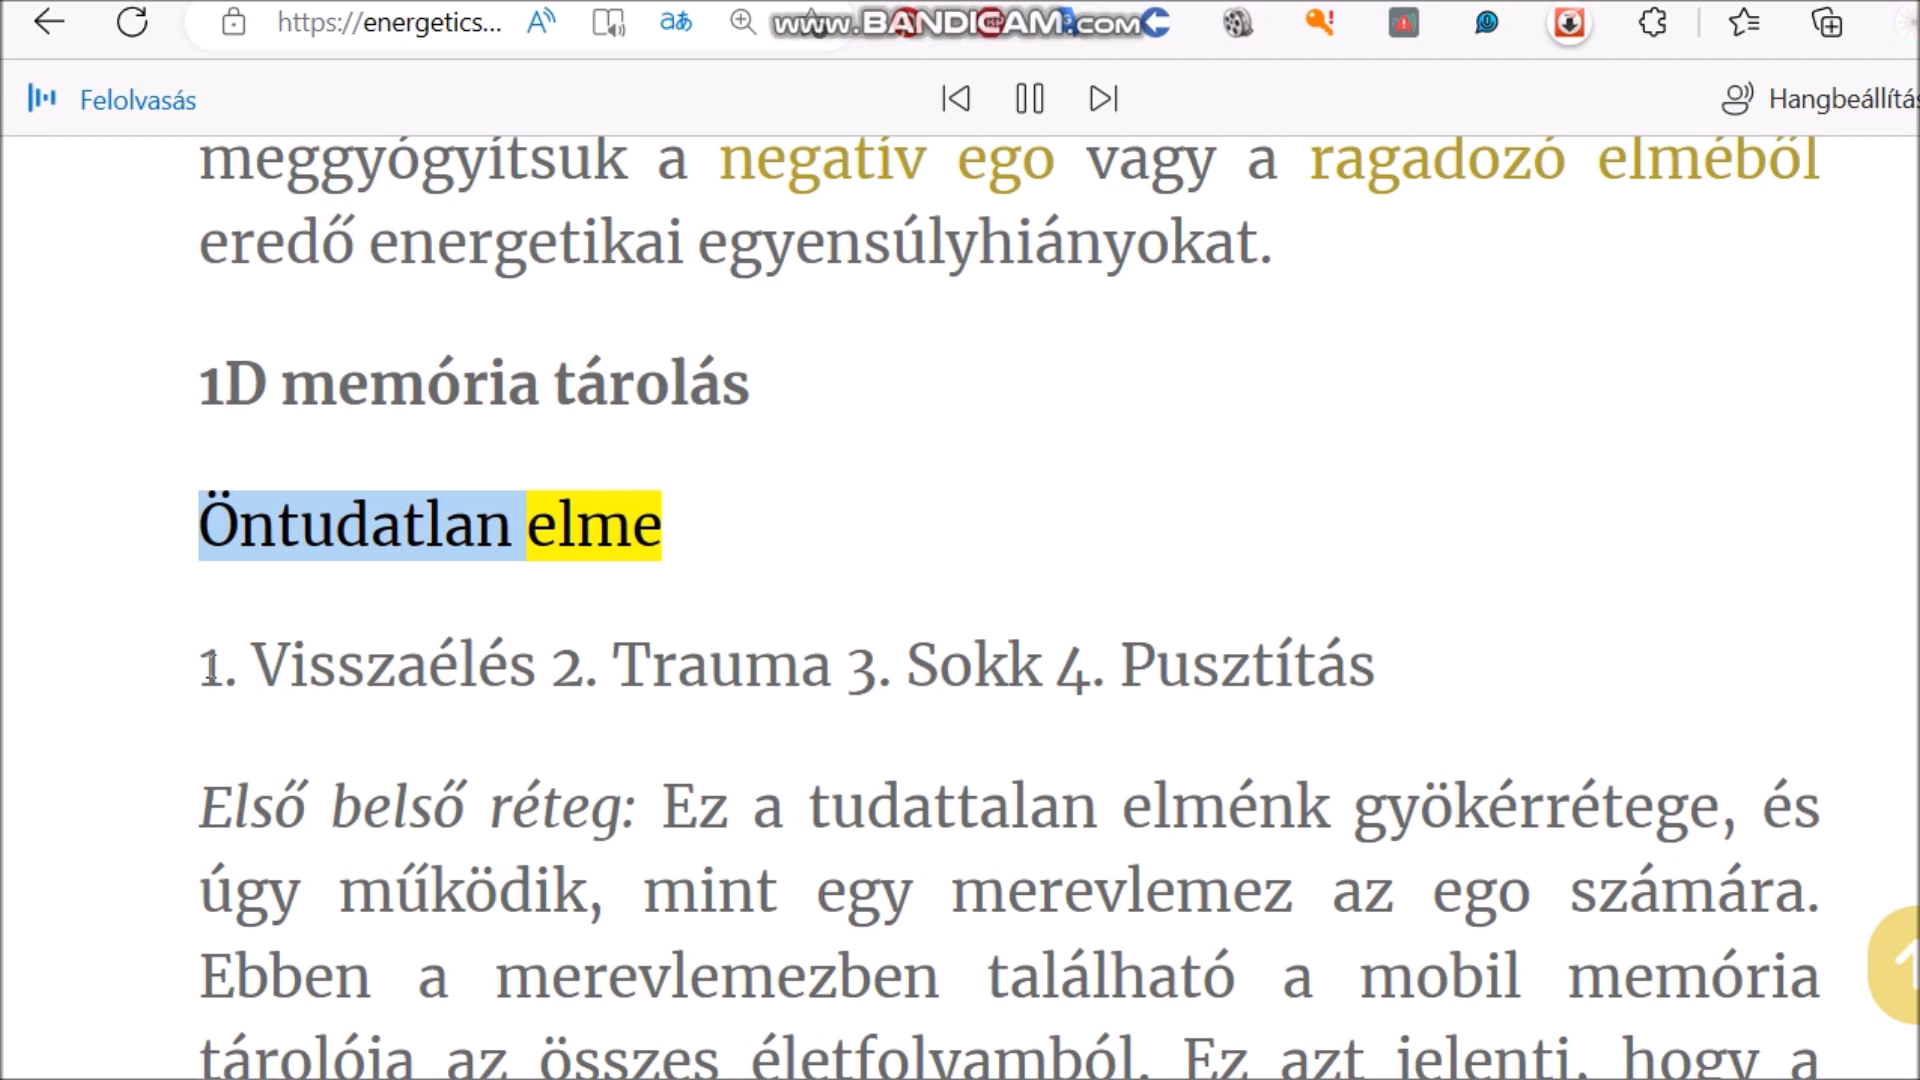 https://energetics...
www.BANDICAM.com
Felolvasás
Hangbeállítás
meggyógyítsuk a negatív ego vagy a ragadozó elméből
eredő energetikai egyensúlyhiányokat.
1D memória tárolás
Öntudatlan elme
1. Visszaélés 2. Trauma 3. Sokk 4. Pusztítás
Első belső réteg: Ez a tudattalan elménk gyökérrétege, és
úgy működik, mint egy merevlemez az ego számára.
Ebben a merevlemezben található a mobil memória
tárolója az összes életfolyamból. Ez azt jelenti, hogy a